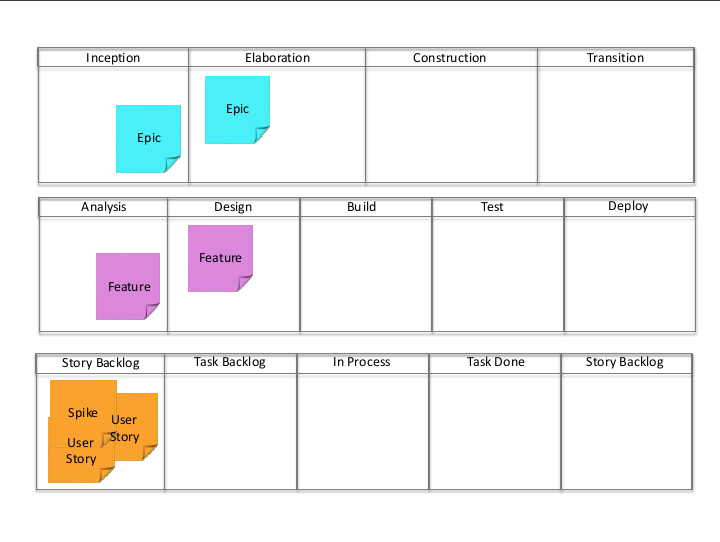 Inception Elaboration Construction Transition
Epic
Epic
Analysis Design Build Test Deploy
Feature
Feature
Story Backlog Task Backlog In Process Task Done Story Backlog
Spike
User
Story
User
Story